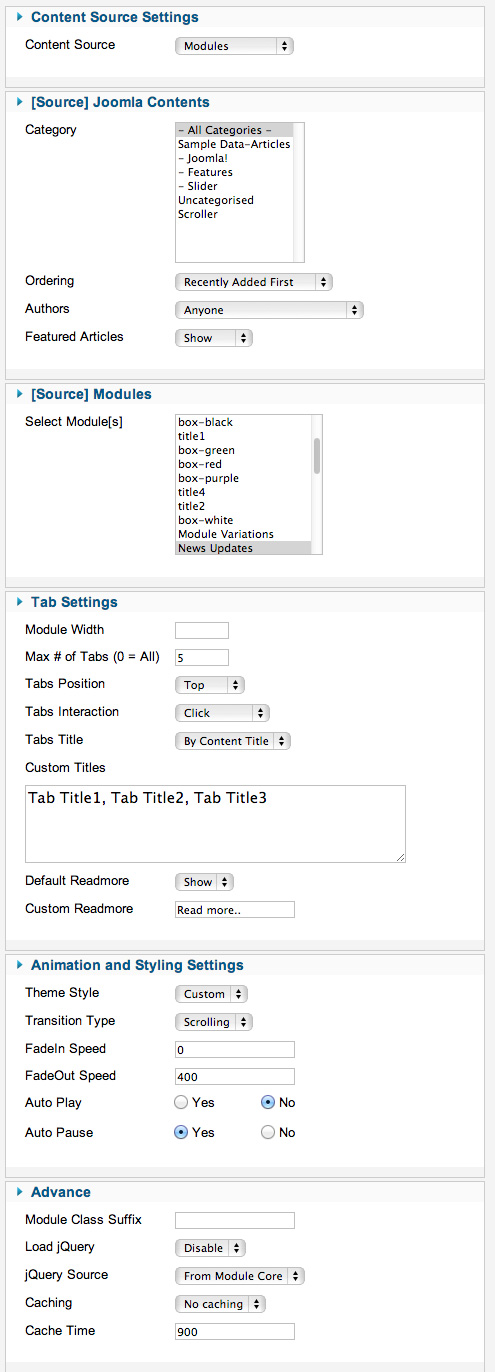 Content Source Settings
Content Source Modules
[Source] Joomla Contents
Category
- All Categories -
Sample Data-Articles
- Joomla!
- Features
- Slider
Uncategorised
Scroller
Ordering Recently Added First
Authors Anyone
Featured Articles Show
[Source] Modules
Select Module[s]
box-black
title1
box-green
box-red
box-purple
title4
title2
box-white
Module Variations
News Updates
Tab Settings
Module Width
Max # of Tabs (0 = All) 5
Tabs Position Top
Tabs Interaction Click
Tabs Title By Content Title
Custom Titles
Tab Title1, Tab Title2, Tab Title3
Default Readmore Show
Custom Readmore Read more..
Animation and Styling Settings
Theme Style Custom
Transition Type Scrolling
FadeIn Speed 0
FadeOut Speed 400
Auto Play Yes No
Auto Pause Yes No
Advance
Module Class Suffix
Load jQuery Disable
jQuery Source From Module Core
Caching No caching
Cache Time 900